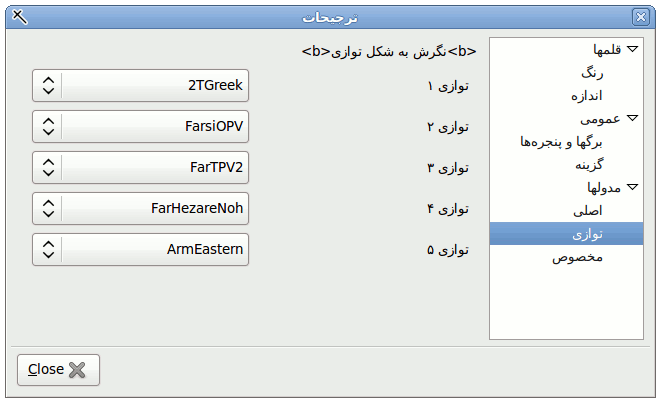 ترجیحات
قلمها
رنگ
اندازه
عمومی
برگها و پنجره‌ها
گزینه
مدولها
اصلی
توازی
مخصوص
<b>نگرش به شکل توازی<b>
توازی ۱
2TGreek
توازی ۲
FarsiOPV
توازی ۳
FarTPV2
توازی ۴
FarHezareNoh
توازی ۵
ArmEastern
Close